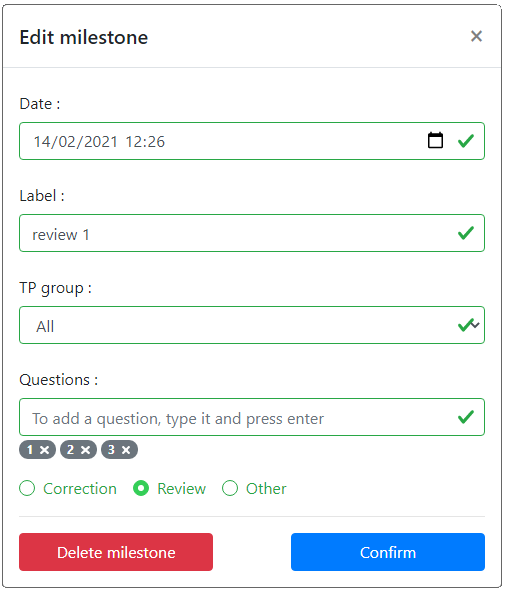 Edit milestone ×
Date :
14/02/2021 12:26
Label :
review 1
TP group :
All
Questions :
To add a question, type it and press enter
1 × 2 × 3 ×
Correction Review Other
Delete milestone Confirm